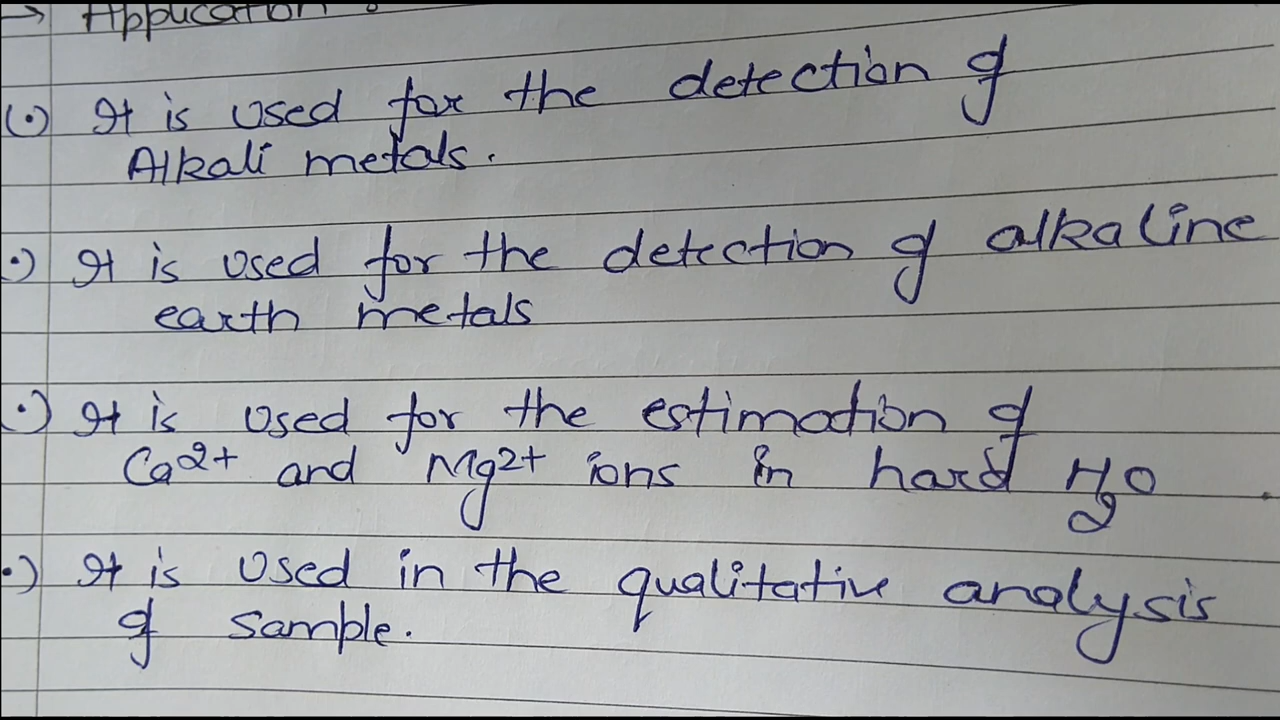 → Application :
(•) It is used for the detection of
Alkali metals.
•) It is used for the detection of alkaline
earth metals
•) It is used for the estimation of
Ca2+ and Mg2+ ions in hard H2O
•) It is used in the qualitative analysis
of sample.